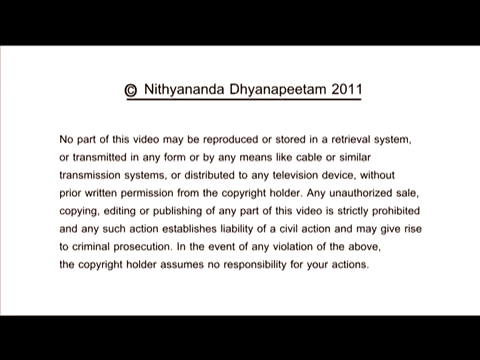 © Nithyananda Dhyanapeetam 2011
No part of this video may be reproduced or stored in a retrieval system,
or transmitted in any form or by any means like cable or similar
transmission systems, or distributed to any television device, without
prior written permission from the copyright holder. Any unauthorized sale,
copying, editing or publishing of any part of this video is strictly prohibited
and any such action establishes liability of a civil action and may give rise
to criminal prosecution. In the event of any violation of the above,
the copyright holder assumes no responsibility for your actions.